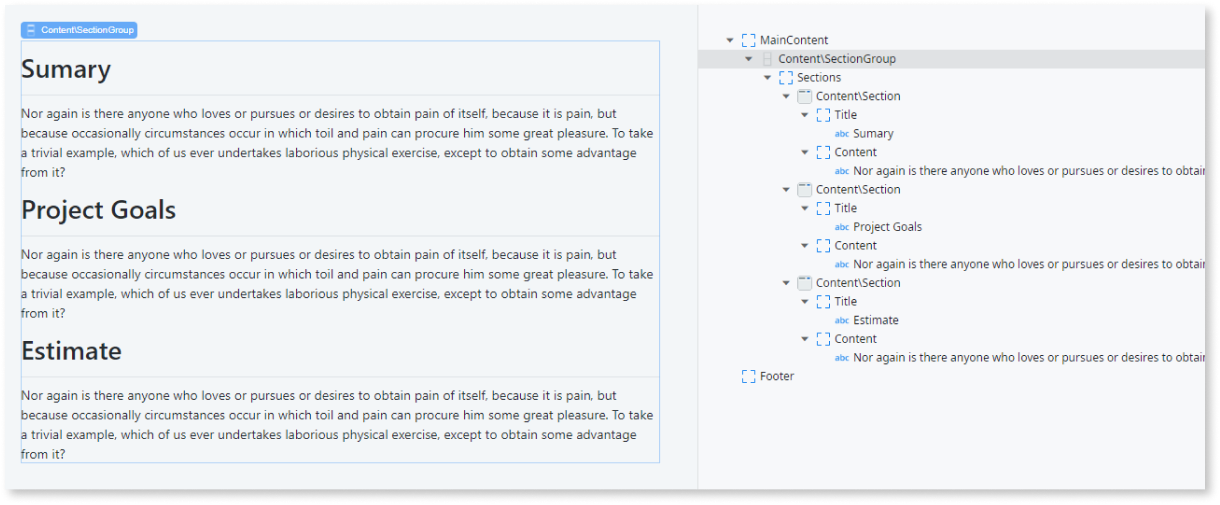 Content\SectionGroup
Sumary
Nor again is there anyone who loves or pursues or desires to obtain pain of itself, because it is pain, but
because occasionally circumstances occur in which toil and pain can procure him some great pleasure. To take
a trivial example, which of us ever undertakes laborious physical exercise, except to obtain some advantage
from it?
Project Goals
Nor again is there anyone who loves or pursues or desires to obtain pain of itself, because it is pain, but
because occasionally circumstances occur in which toil and pain can procure him some great pleasure. To take
a trivial example, which of us ever undertakes laborious physical exercise, except to obtain some advantage
from it?
Estimate
Nor again is there anyone who loves or pursues or desires to obtain pain of itself, because it is pain, but
because occasionally circumstances occur in which toil and pain can procure him some great pleasure. To take
a trivial example, which of us ever undertakes laborious physical exercise, except to obtain some advantage
from it?
MainContent
Content\SectionGroup
Sections
Content\Section
Title
abc Sumary
Content
abc Nor again is there anyone who loves or pursues or desires to obtai
Content\Section
Title
abc Project Goals
Content
abc Nor again is there anyone who loves or pursues or desires to obtai
Content\Section
Title
abc Estimate
Content
abc Nor again is there anyone who loves or pursues or desires to obtai
Footer